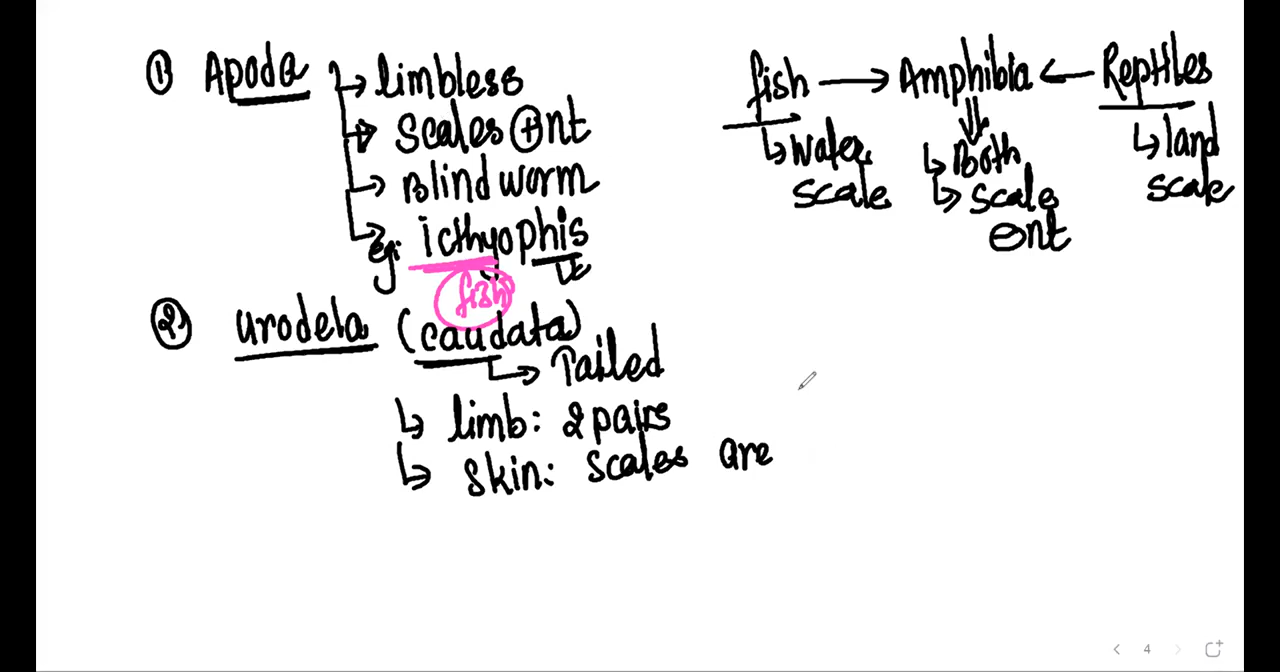 ① Apoda → limbless
→ scales ⊕nt
→ Blind worm
→ eg: icthyophis
fish
② urodela (caudata)
↳ Tailed
↳ limb: 2 pairs
↳ skin: scales are
fish → Amphibia ← Reptiles
↳ water scale
↳ Both
↳ scale ⊖nt
↳ land scale
4